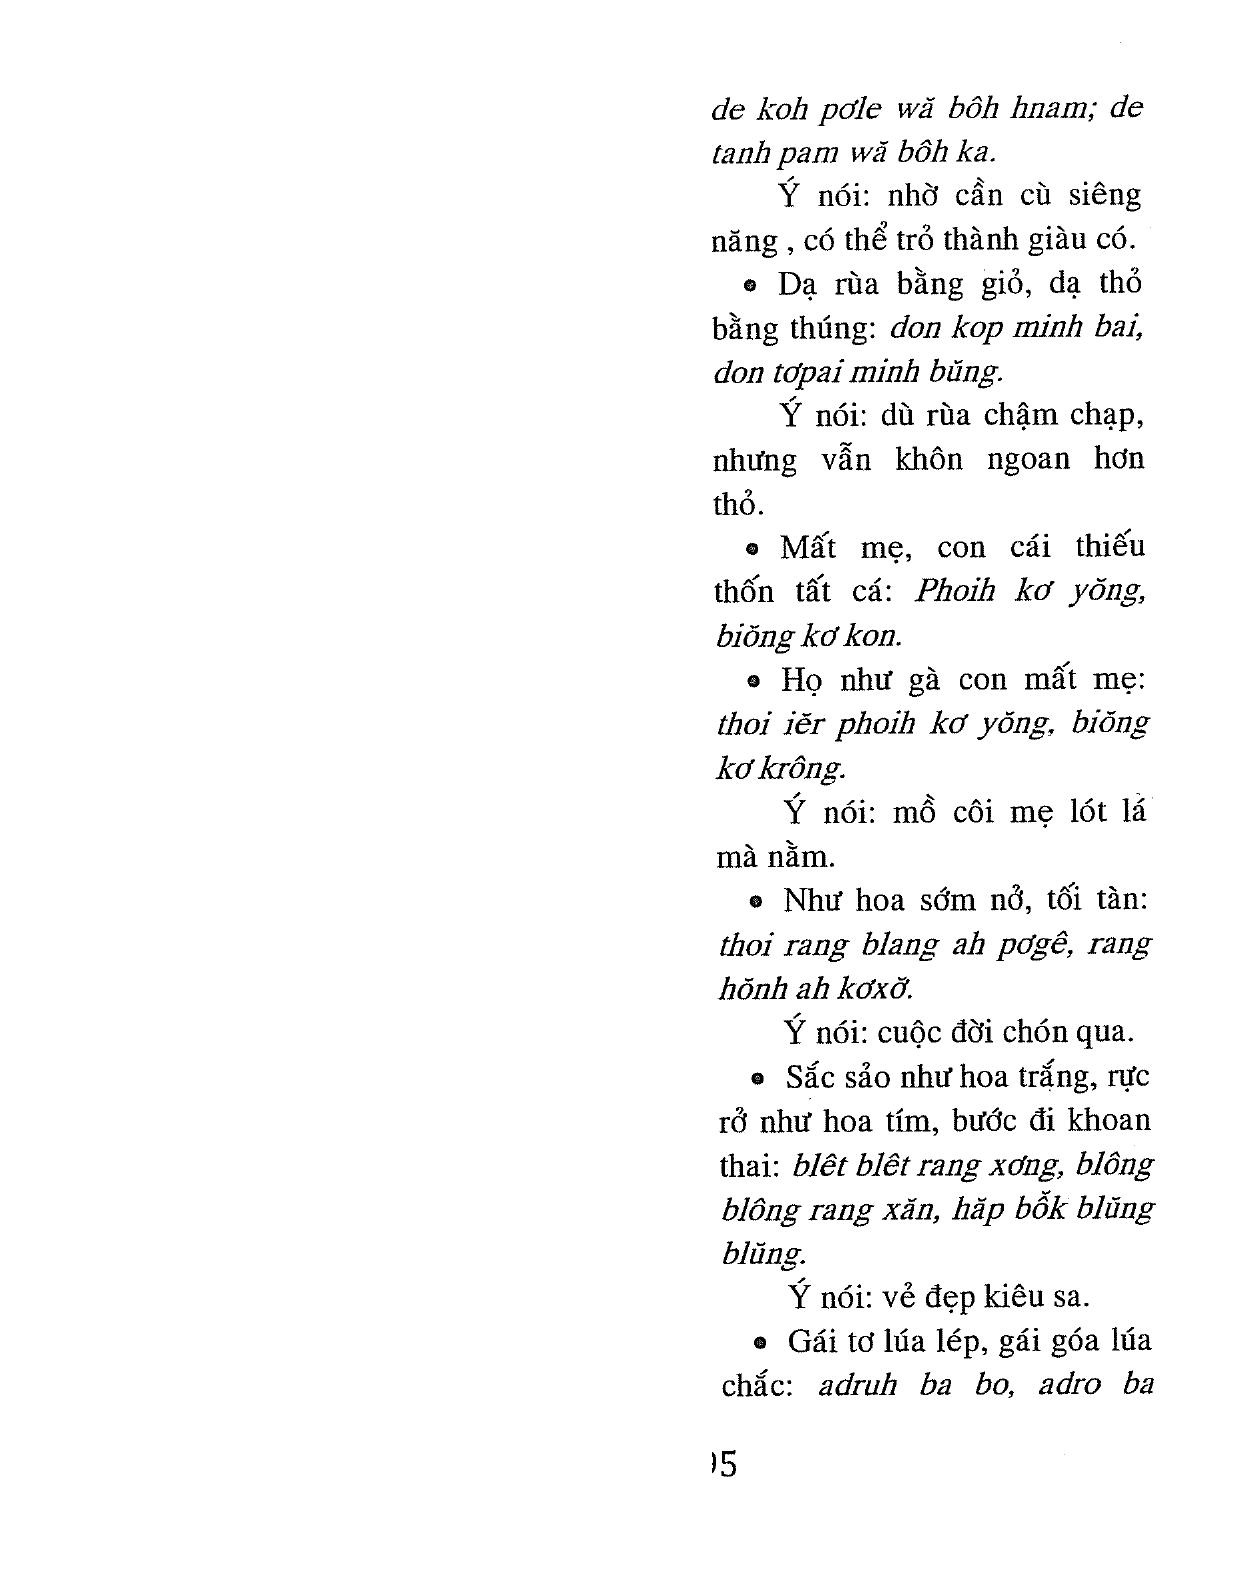 de koh pơle wă bôh hnam; de
tanh pam wă bôh ka.
Ý nói: nhờ cần cù siêng
năng , có thể trỏ thành giàu có.
• Dạ rùa bằng giỏ, dạ thỏ
bằng thúng: don kop minh bai,
don tơpai minh bŭng.
Ý nói: dù rùa chậm chạp,
nhưng vẫn khôn ngoan hơn
thỏ.
• Mất mẹ, con cái thiếu
thốn tất cá: Phoih kơ yŏng,
biŏng kơ kon.
• Họ như gà con mất mẹ:
thoi iĕr phoih kơ yŏng, biŏng
kơ krông.
Ý nói: mồ côi mẹ lót lá
mà nằm.
• Như hoa sớm nở, tối tàn:
thoi rang blang ah pơgê, rang
hŏnh ah kơxơ̆.
Ý nói: cuộc đời chón qua.
• Sắc sảo như hoa trắng, rực
rở như hoa tím, bước đi khoan
thai: blêt blêt rang xơng, blông
blông rang xăn, hăp bô̆k blŭng
blŭng.
Ý nói: vẻ đẹp kiêu sa.
• Gái tơ lúa lép, gái góa lúa
chắc: adruh ba bo, adro ba
5